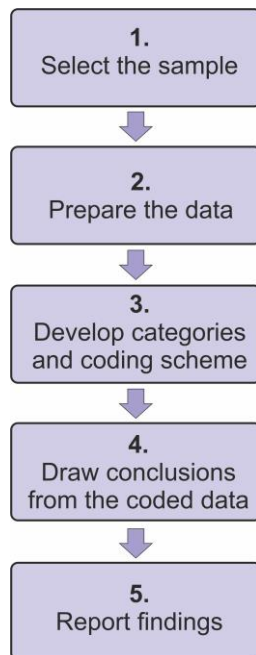 1.
Select the sample
2.
Prepare the data
3.
Develop categories
and coding scheme
4.
Draw conclusions
from the coded data
5.
Report findings